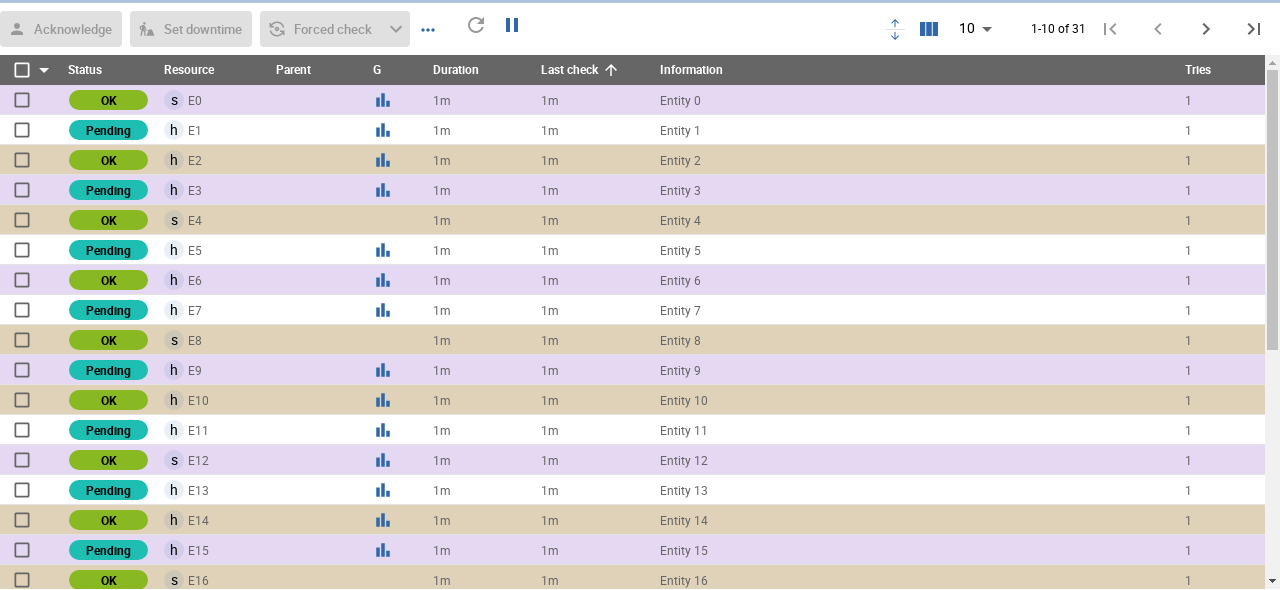 Acknowledge Set downtime Forced check 10 1-10 of 31
Status Resource Parent G Duration Last check Information Tries
OK s E0 1m 1m Entity 0 1
Pending h E1 1m 1m Entity 1 1
OK h E2 1m 1m Entity 2 1
Pending h E3 1m 1m Entity 3 1
OK s E4 1m 1m Entity 4 1
Pending h E5 1m 1m Entity 5 1
OK h E6 1m 1m Entity 6 1
Pending h E7 1m 1m Entity 7 1
OK s E8 1m 1m Entity 8 1
Pending h E9 1m 1m Entity 9 1
OK h E10 1m 1m Entity 10 1
Pending h E11 1m 1m Entity 11 1
OK s E12 1m 1m Entity 12 1
Pending h E13 1m 1m Entity 13 1
OK h E14 1m 1m Entity 14 1
Pending h E15 1m 1m Entity 15 1
OK s E16 1m 1m Entity 16 1